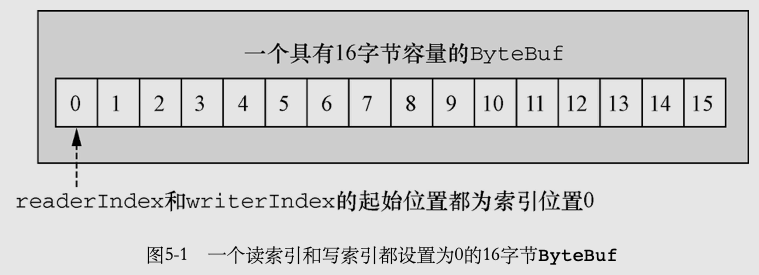 一个具有16字节容量的ByteBuf
0 1 2 3 4 5 6 7 8 9 10 11 12 13 14 15
readerIndex和writerIndex的起始位置都为索引位置0
图5-1 一个读索引和写索引都设置为0的16字节ByteBuf